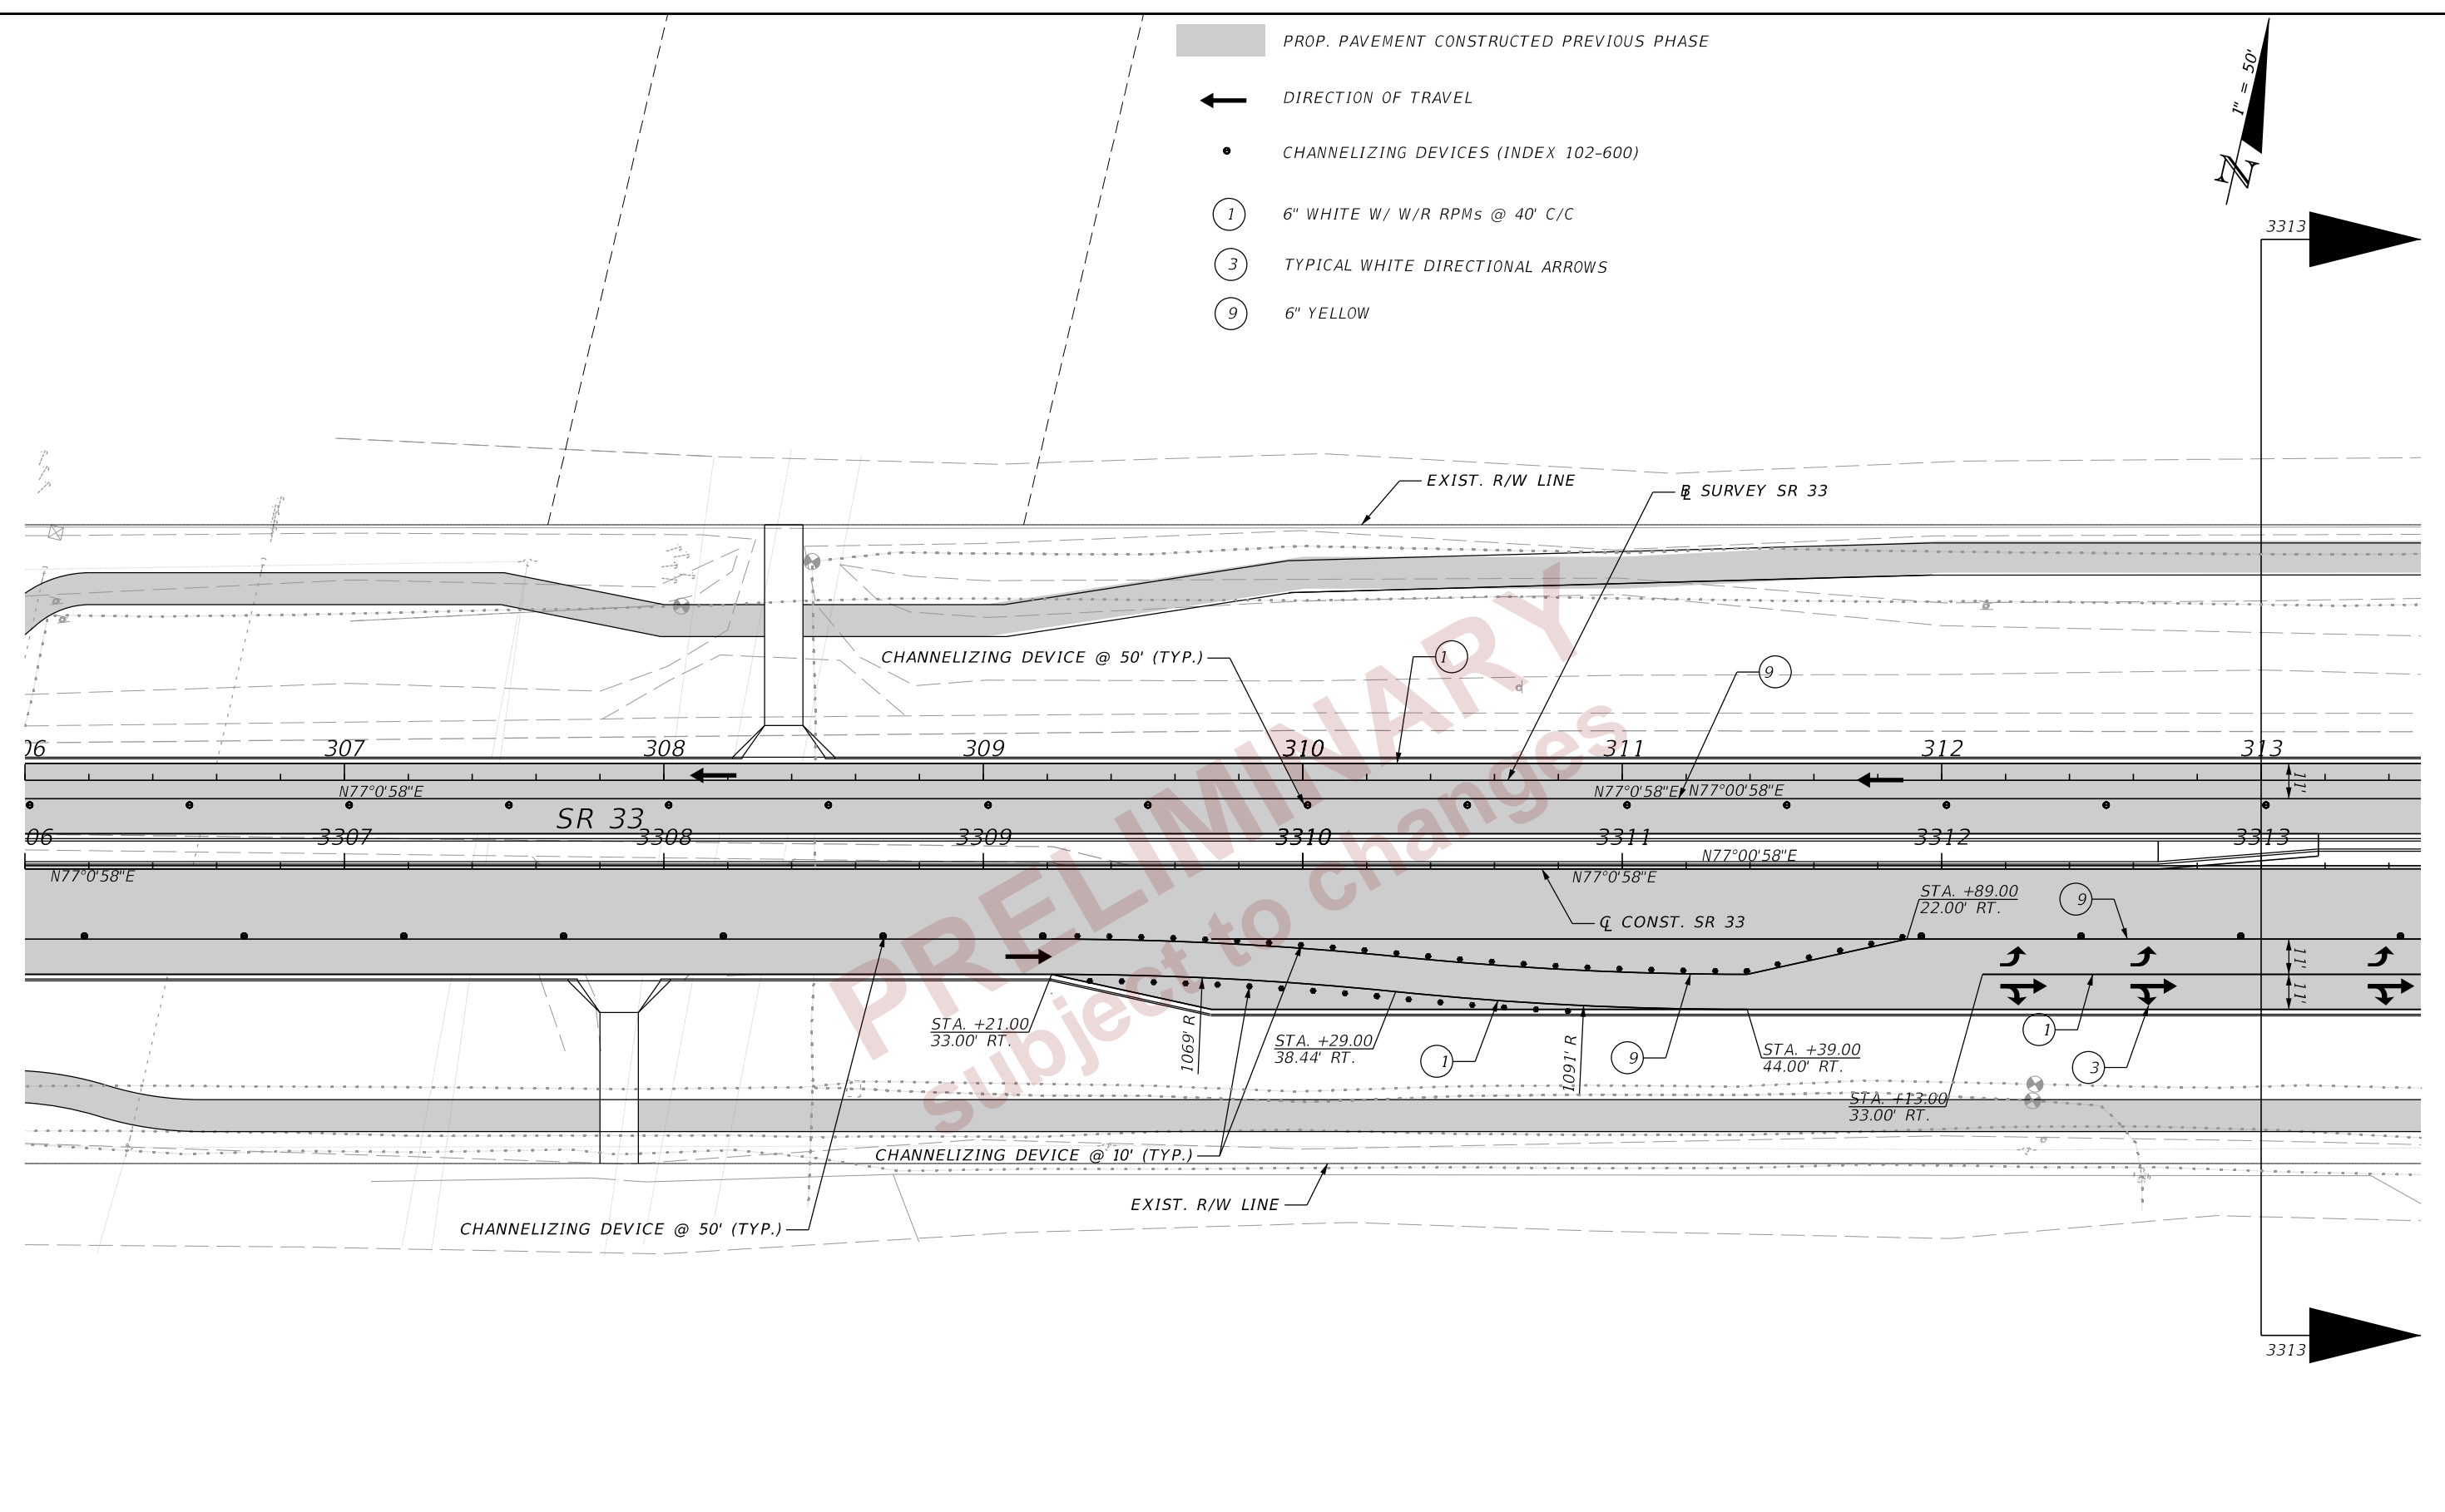 PROP. PAVEMENT CONSTRUCTED PREVIOUS PHASE
DIRECTION OF TRAVEL
CHANNELIZING DEVICES (INDEX 102-600)
1 6" WHITE W/ W/R RPMs @ 40' C/C
3 TYPICAL WHITE DIRECTIONAL ARROWS
9 6" YELLOW
1" = 50'
N
3313
EXIST. R/W LINE
℄ SURVEY SR 33
CHANNELIZING DEVICE @ 50' (TYP.)
1
9
06 307 308 309 310 311 312 313
N77°0'58"E N77°0'58"E N77°00'58"E
11'
SR 33
06 3307 3308 3309 3310 3311 3312 3313
N77°00'58"E
N77°0'58"E N77°0'58"E
℄ CONST. SR 33
STA. +89.00
22.00' RT.
9
11'
11'
STA. +21.00
33.00' RT.
1069' R
STA. +29.00
38.44' RT.
1
1091' R
9
STA. +39.00
44.00' RT.
1
3
STA. +13.00
33.00' RT.
CHANNELIZING DEVICE @ 10' (TYP.)
EXIST. R/W LINE
CHANNELIZING DEVICE @ 50' (TYP.)
3313
PRELIMINARY
subject to changes